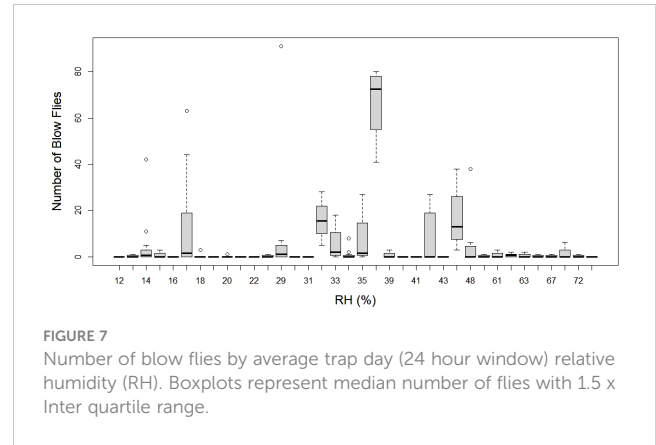 Number of Blow Flies
80
60
40
20
0
12 14 16 18 20 22 29 31 33 35 39 41 43 48 61 63 67 72
RH (%)
FIGURE 7
Number of blow flies by average trap day (24 hour window) relative
humidity (RH). Boxplots represent median number of flies with 1.5 x
Inter quartile range.